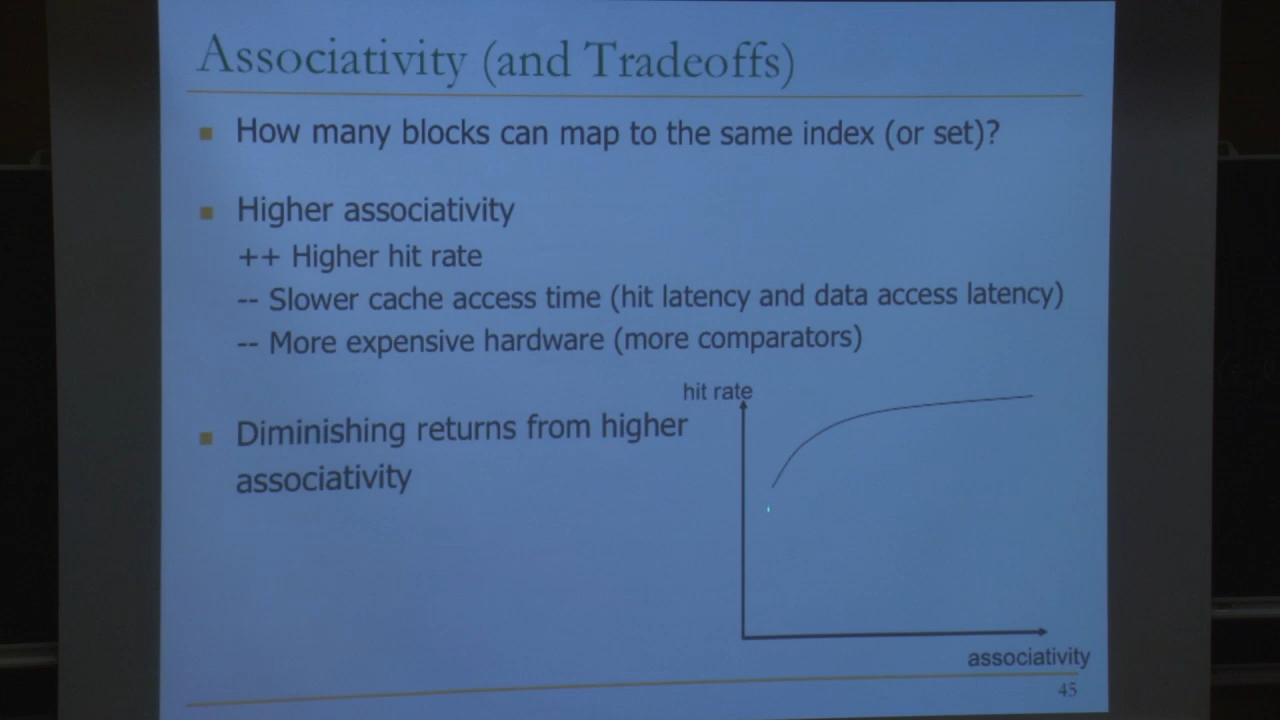 Associativity (and Tradeoffs)
How many blocks can map to the same index (or set)?
Higher associativity
++ Higher hit rate
-- Slower cache access time (hit latency and data access latency)
-- More expensive hardware (more comparators)
Diminishing returns from higher
associativity
hit rate
associativity
45